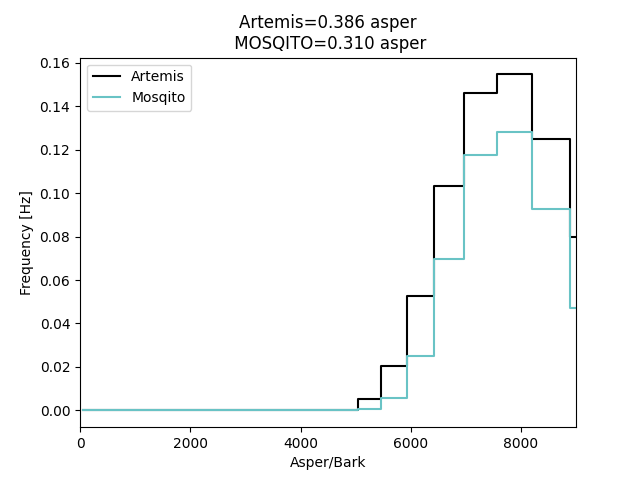 Artemis=0.386 asper
MOSQITO=0.310 asper
Artemis
Mosqito
0.16
0.14
0.12
0.10
0.08
0.06
0.04
0.02
0.00
Frequency [Hz]
0 2000 4000 6000 8000
Asper/Bark